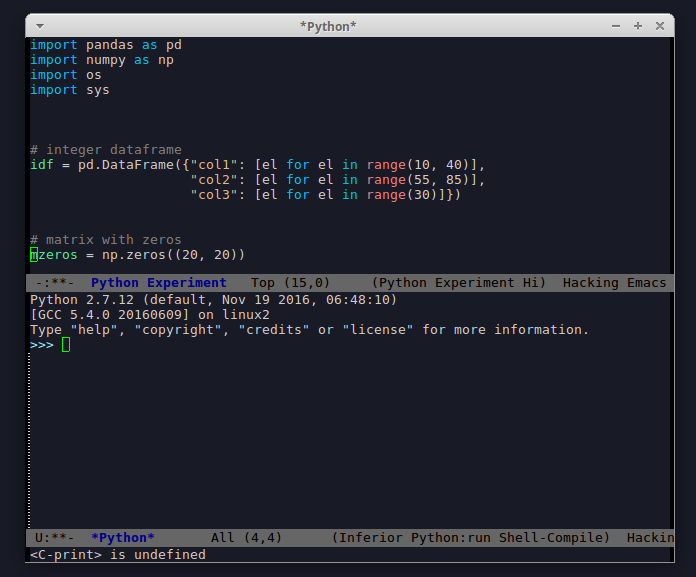 *Python*
import pandas as pd
import numpy as np
import os
import sys
# integer dataframe
idf = pd.DataFrame({"col1": [el for el in range(10, 40)],
"col2": [el for el in range(55, 85)],
"col3": [el for el in range(30)]})
# matrix with zeros
mzeros = np.zeros((20, 20))
-:**-  Python Experiment   Top (15,0)     (Python Experiment Hi)  Hacking Emacs
Python 2.7.12 (default, Nov 19 2016, 06:48:10)
[GCC 5.4.0 20160609] on linux2
Type "help", "copyright", "credits" or "license" for more information.
>>>
U:**-  *Python*       All (4,4)      (Inferior Python:run Shell-Compile)  Hackin
<C-print> is undefined